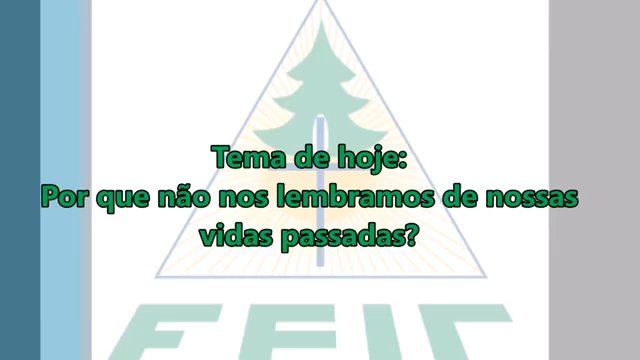 Tema de hoje:
Por que não nos lembramos de nossas
vidas passadas?